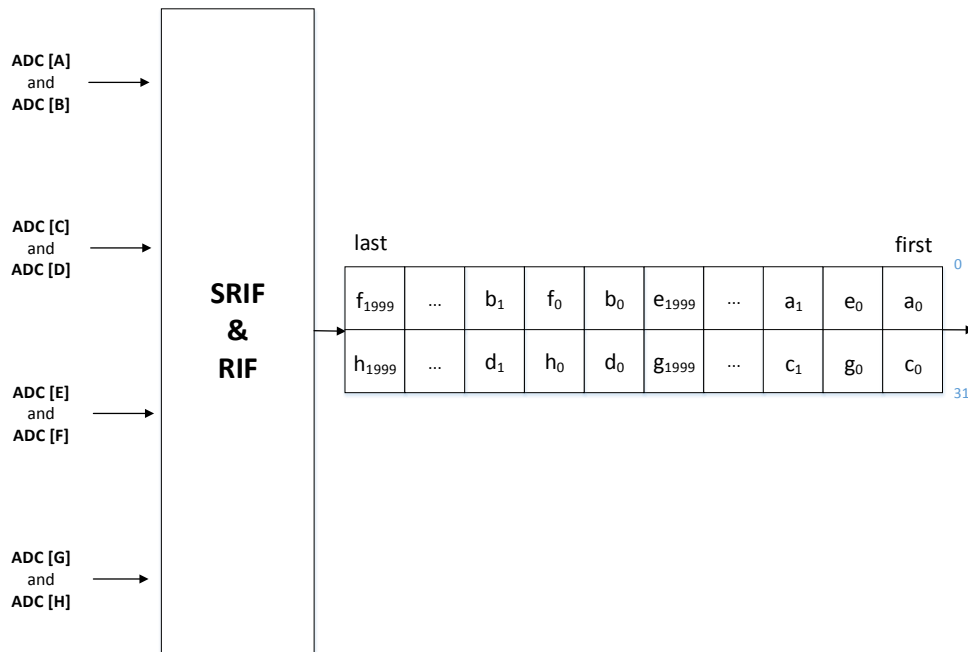 ADC [A]
and
ADC [B]
ADC [C]
and
ADC [D]
ADC [E]
and
ADC [F]
ADC [G]
and
ADC [H]
SRIF
&
RIF
last first
0
f1999 ... b1 f0 b0 e1999 ... a1 e0 a0
h1999 ... d1 h0 d0 g1999 ... c1 g0 c0
31